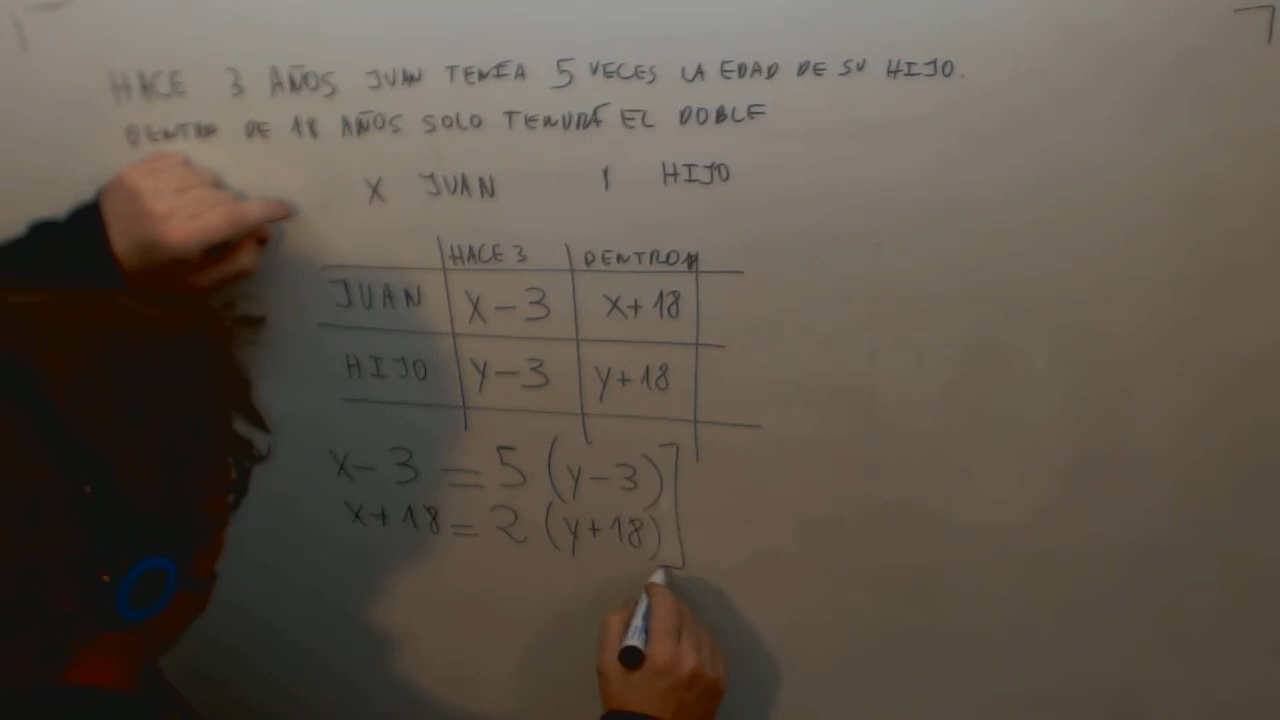 HACE 3 AÑOS JUAN TENÍA 5 VECES LA EDAD DE SU HIJO.
DENTRO DE 18 AÑOS SOLO TENDRÁ EL DOBLE
X JUAN Y HIJO
HACE 3 DENTRO
JUAN X-3 X+18
HIJO Y-3 Y+18
X-3=5(Y-3)
X+18=2(Y+18)